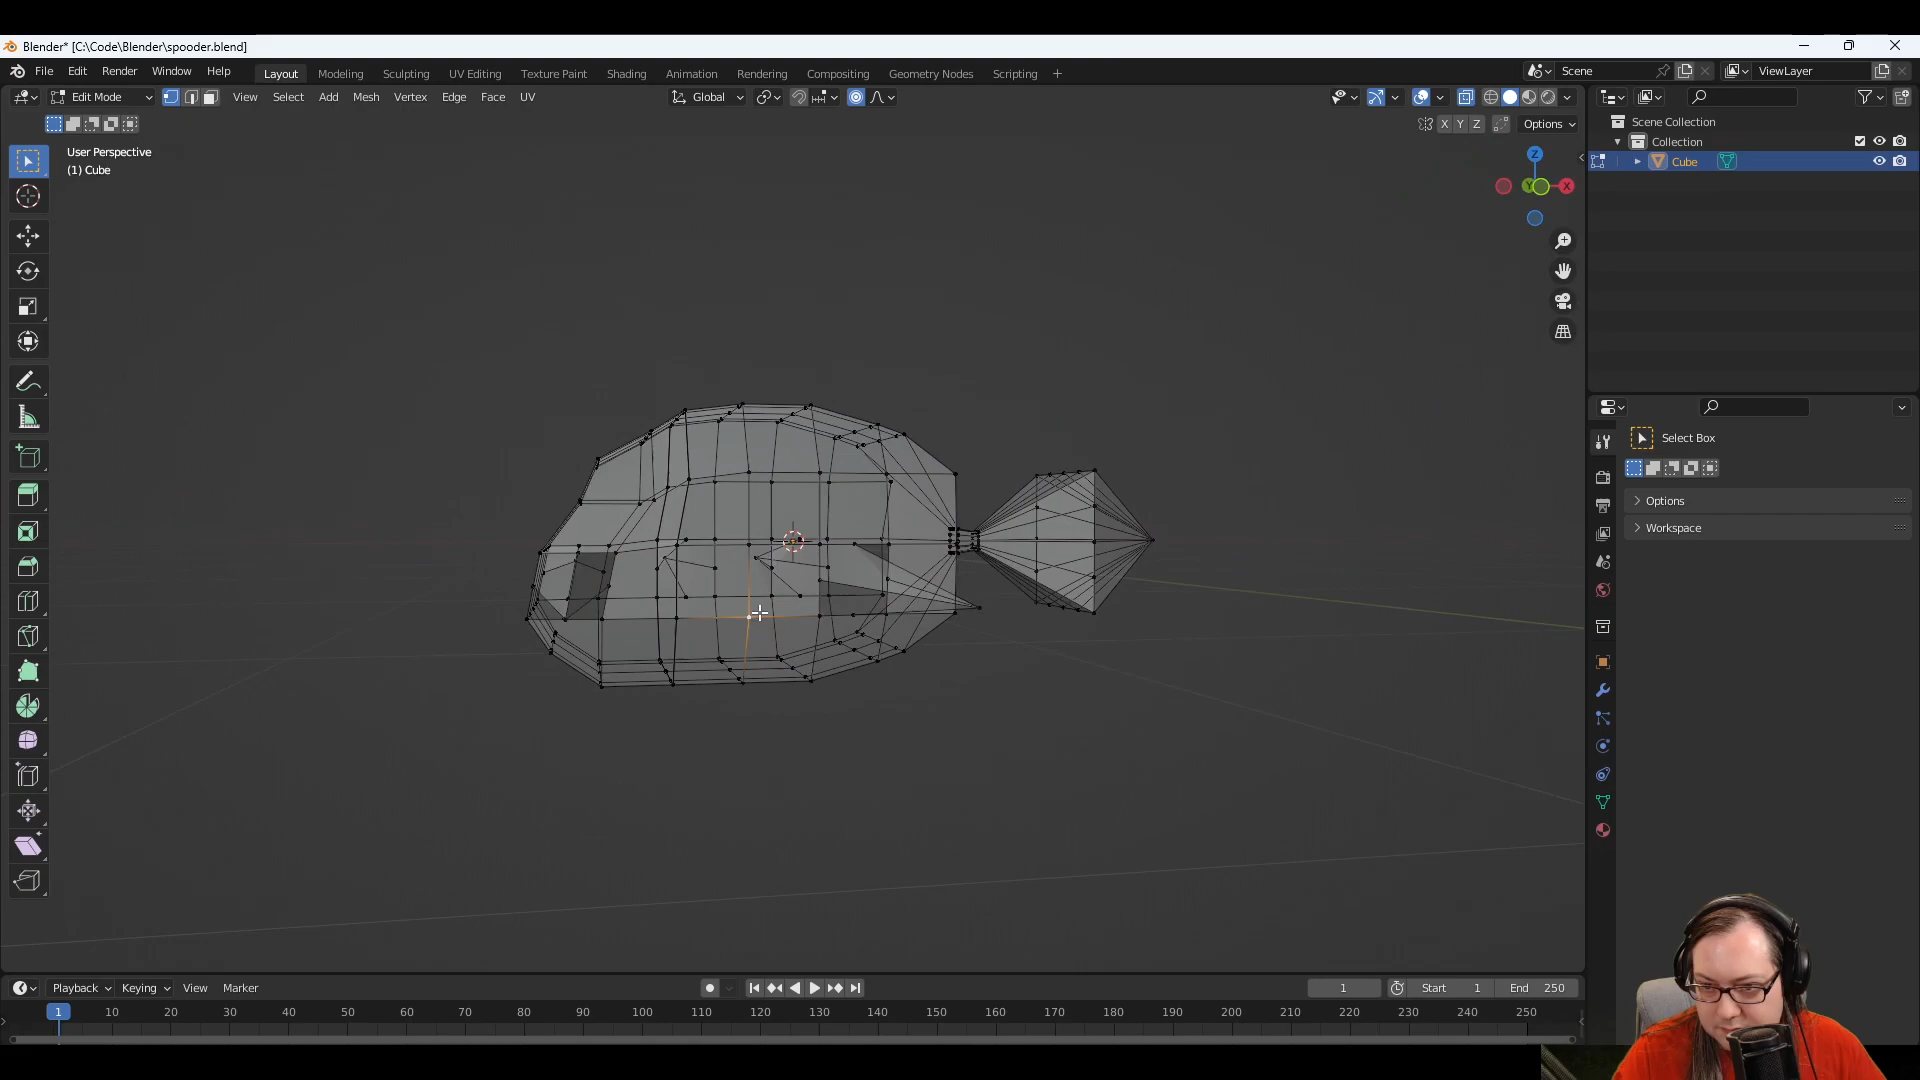 Blender* [C:\Code\Blender\spooder.blend]
File Edit Render Window Help Layout Modeling Sculpting UV Editing Texture Paint Shading Animation Rendering Compositing Geometry Nodes Scripting + Scene ViewLayer
Edit Mode View Select Add Mesh Vertex Edge Face UV Global
X Y Z Options
Scene Collection
Collection
Cube
User Perspective
(1) Cube
Z
Y X
Select Box
Options
Workspace
Playback Keying View Marker 1 Start 1 End 250
1 10 20 30 40 50 60 70 80 90 100 110 120 130 140 150 160 170 180 190 200 210 220 230 240 250